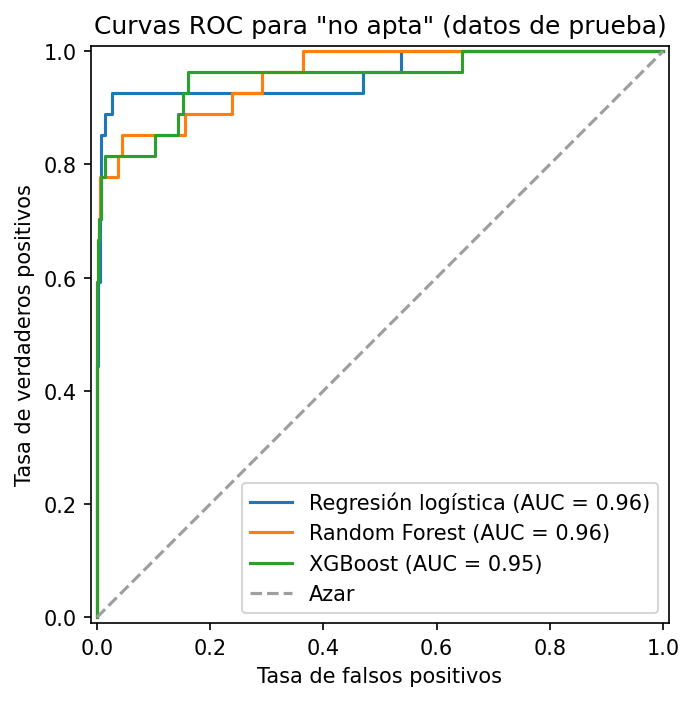 Curvas ROC para "no apta" (datos de prueba)
Tasa de verdaderos positivos
1.0
0.8
0.6
0.4
0.2
0.0
Regresión logística (AUC = 0.96)
Random Forest (AUC = 0.96)
XGBoost (AUC = 0.95)
Azar
0.0 0.2 0.4 0.6 0.8 1.0
Tasa de falsos positivos